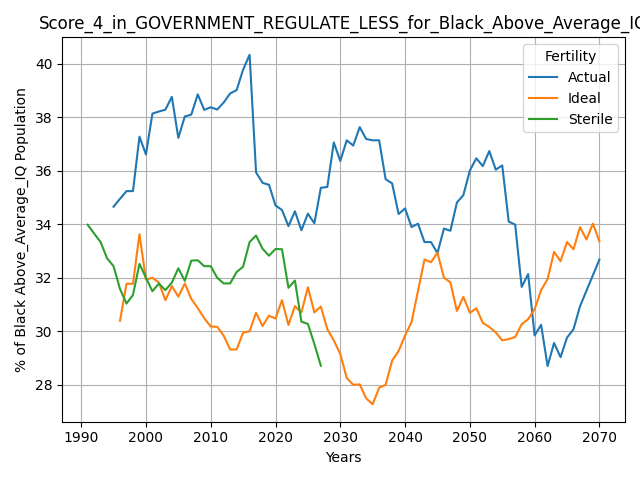 Score_4_in_GOVERNMENT_REGULATE_LESS_for_Black_Above_Average_IQ
Fertility
Actual
Ideal
Sterile
% of Black Above_Average_IQ Population
40
38
36
34
32
30
28
1990 2000 2010 2020 2030 2040 2050 2060 2070
Years